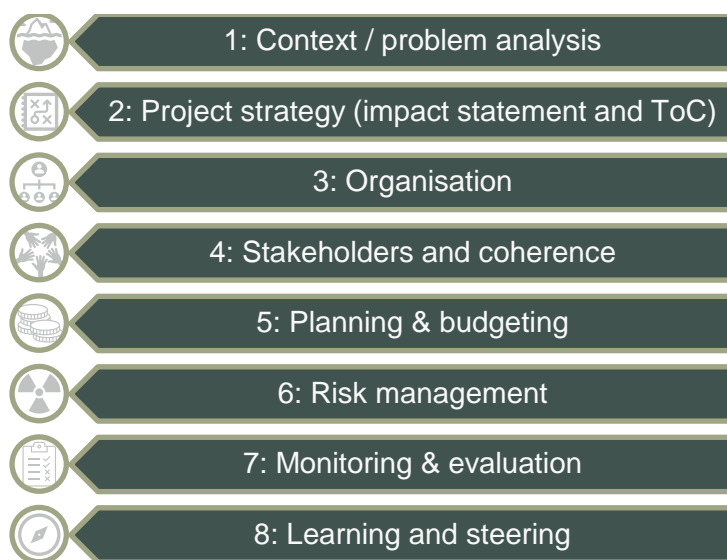 1: Context / problem analysis
2: Project strategy (impact statement and ToC)
3: Organisation
4: Stakeholders and coherence
5: Planning & budgeting
6: Risk management
7: Monitoring & evaluation
8: Learning and steering